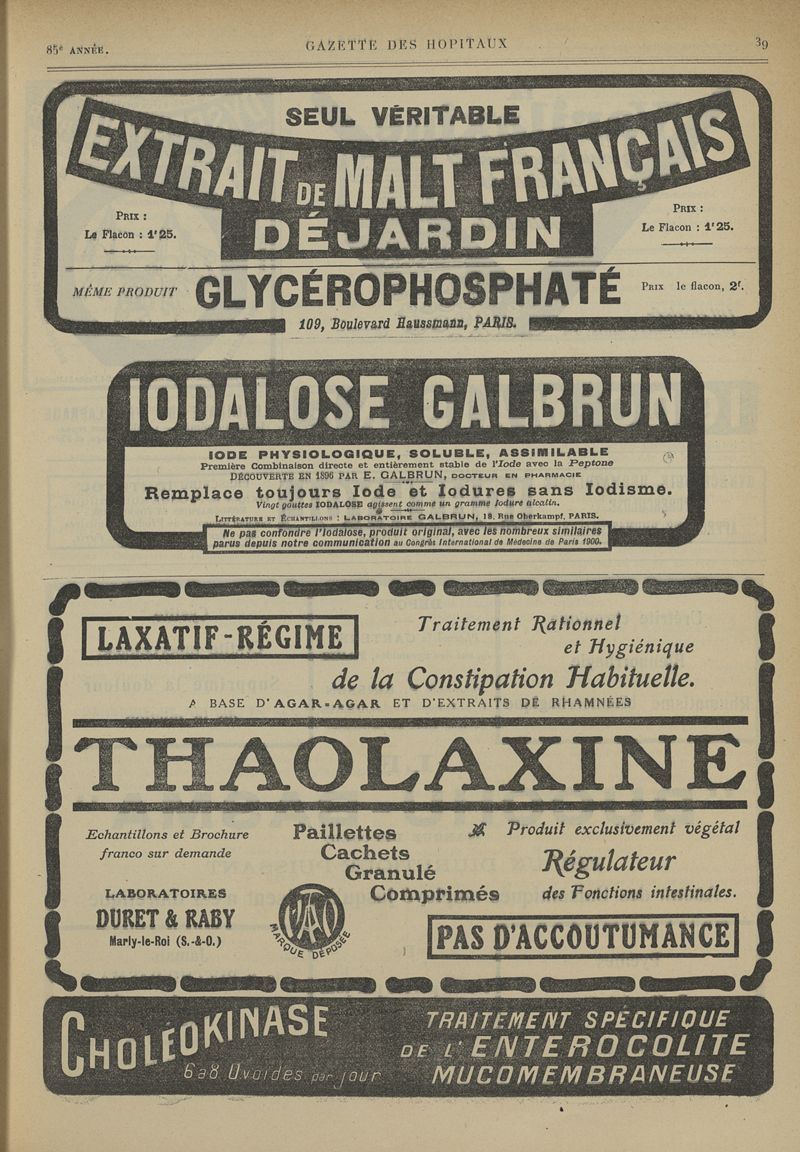 85e ANNÉE.
GAZETTE DES HOPITAUX
39
SEUL VÉRITABLE
EXTRAIT DE MALT FRANÇAIS
DÉJARDIN
PRIX :
Le Flacon : 1f25.
PRIX :
Le Flacon : 1f25.
MÊME PRODUIT
GLYCÉROPHOSPHATÉ
PRIX le flacon, 2f.
109, Boulevard Haussmann, PARIS.
IODALOSE GALBRUN
IODE PHYSIOLOGIQUE, SOLUBLE, ASSIMILABLE
Première Combinaison directe et entièrement stable de l'Iode avec la Peptone
DÉCOUVERTE EN 1896 PAR E. GALBRUN, DOCTEUR EN PHARMACIE
Remplace toujours Iode et Iodures sans Iodisme.
Vingt gouttes IODALOSE agissent comme un gramme Iodure alcalin.
LITTÉRATURE ET ÉCHANTILLONS : LABORATOIRE GALBRUN, 18, Rue Oberkampf, PARIS.
Ne pas confondre l'Iodalose, produit original, avec les nombreux similaires
parus depuis notre communication au Congrès International de Médecine de Paris 1900.
LAXATIF-RÉGIME
Traitement Rationnel
et Hygiénique
de la Constipation Habituelle.
A BASE D'AGAR-AGAR ET D'EXTRAITS DE RHAMNÉES
THAOLAXINE
Echantillons et Brochure
franco sur demande
LABORATOIRES
DURET & RABY
Marly-le-Roi (S.-&-O.)
Paillettes
Cachets
Granulé
Comprimés
MARQUE DÉPOSÉE
Produit exclusivement végétal
Régulateur
des Fonctions intestinales.
PAS D'ACCOUTUMANCE
CHOLÉOKINASE
6 à 8 Ovoïdes par jour
TRAITEMENT SPÉCIFIQUE
DE L'ENTEROCOLITE
MUCOMEMBRANEUSE